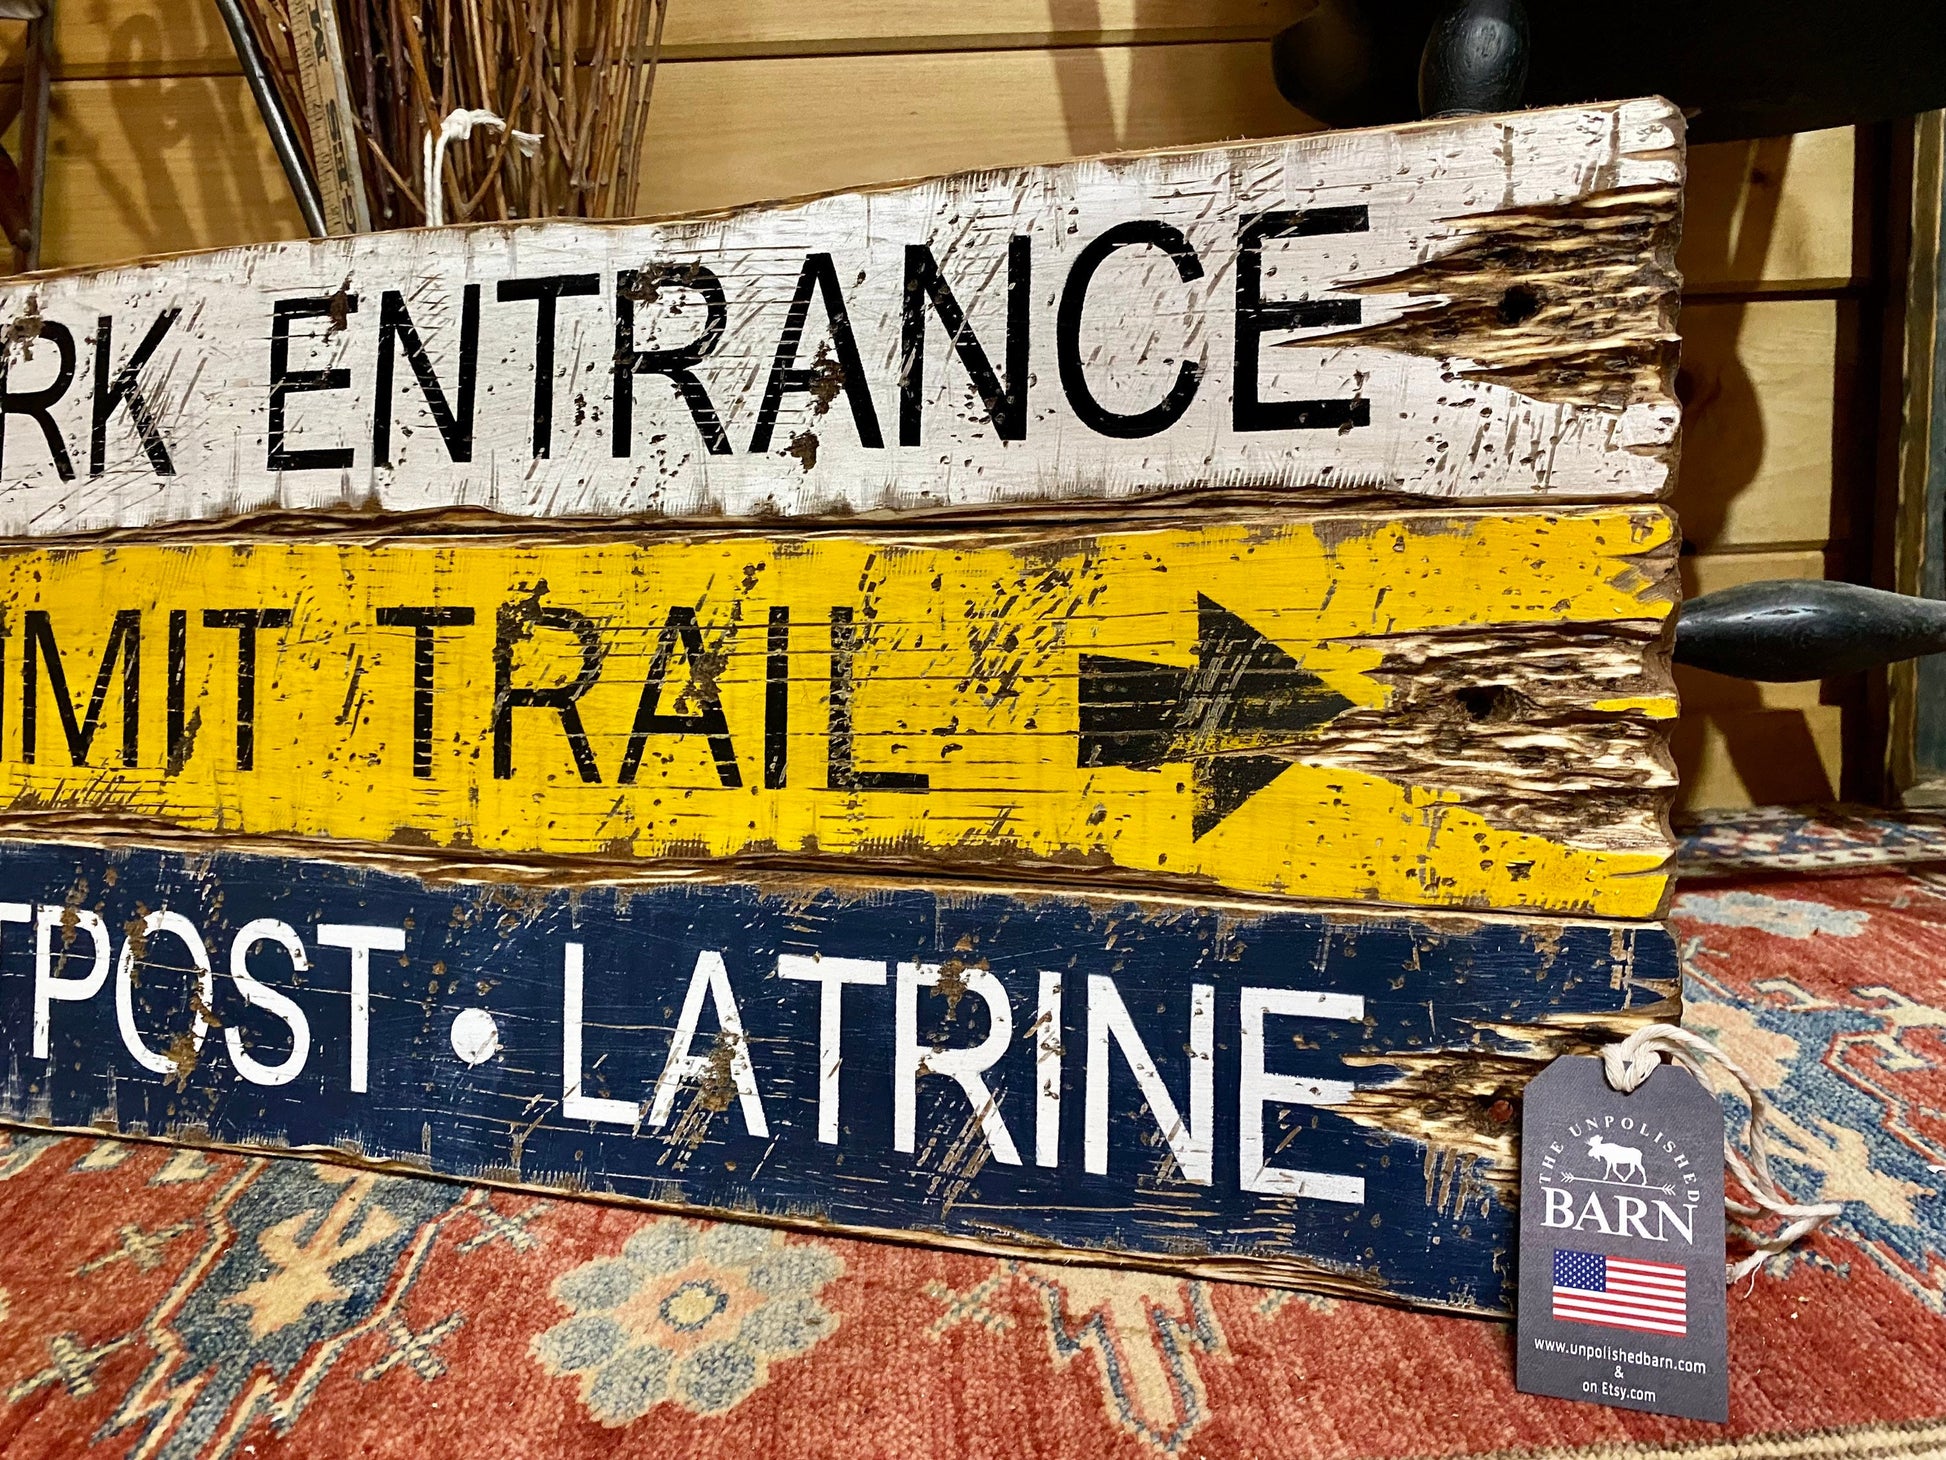 RK ENTRANCE
MIT TRAIL
TPOST • LATRINE
THE UNPOLISHED
BARN
www.unpolishedbarn.com
&
on Etsy.com